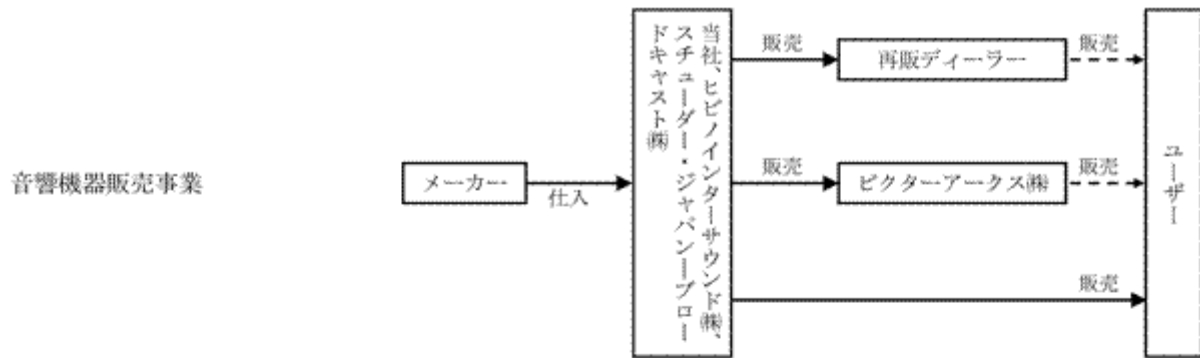 音響機器販売事業
メーカー
仕入
当社、ヒビノインターサウンド㈱、
スチューダー・ジャパン－ブロー
ドキャスト㈱
販売
再販ディーラー
販売
販売
ビクターアークス㈱
販売
販売
ユーザー